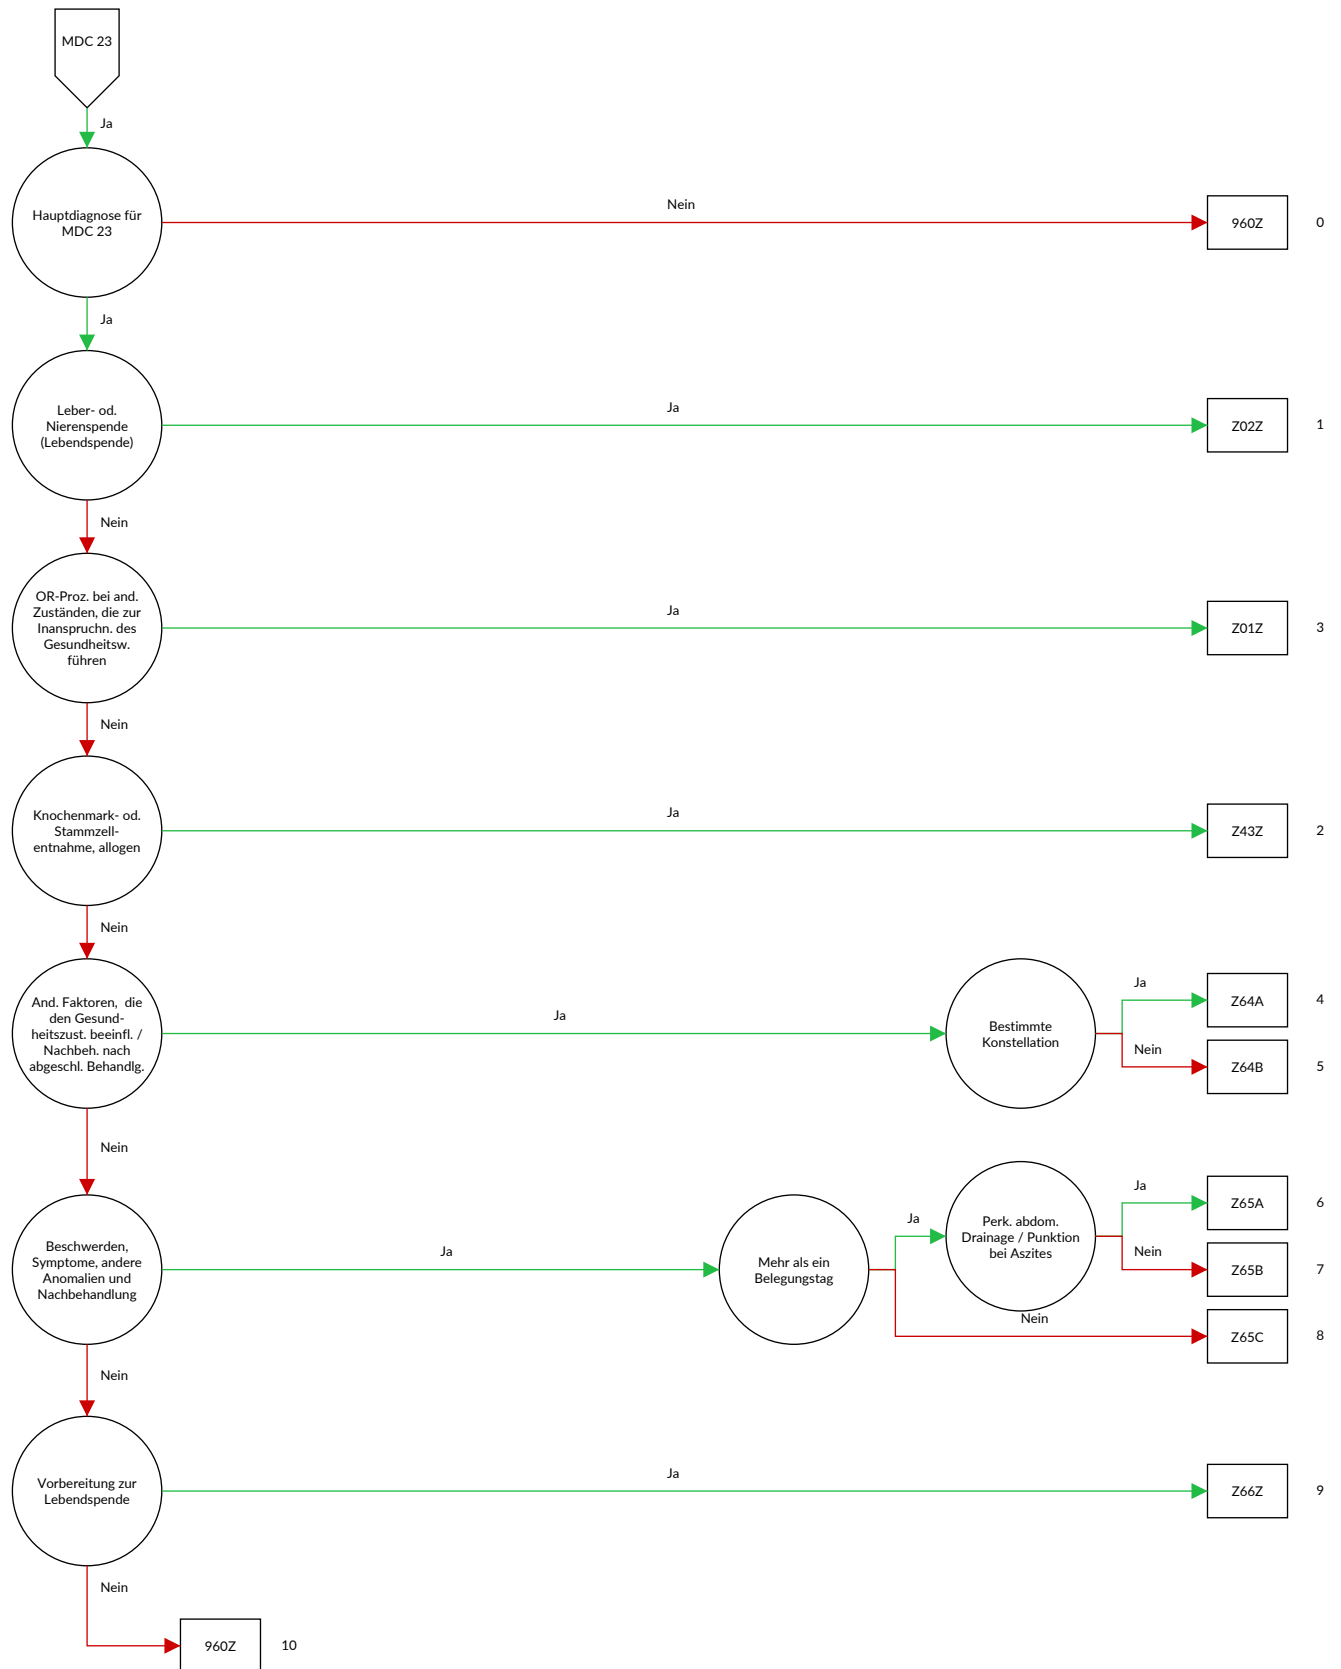 MDC 23
Ja
Hauptdiagnose für
MDC 23
Nein
960Z
0
Ja
Leber- od.
Nierenspende
(Lebendspende)
Ja
Z02Z
1
Nein
OR-Proz. bei and.
Zuständen, die zur
Inanspruchn. des
Gesundheitsw.
führen
Ja
Z01Z
3
Nein
Knochenmark- od.
Stammzell-
entnahme, allogen
Ja
Z43Z
2
Nein
And. Faktoren, die
den Gesund-
heitszust. beeinfl. /
Nachbeh. nach
abgeschl. Behandlg.
Ja
Bestimmte
Konstellation
Ja
Z64A
4
Nein
Z64B
5
Nein
Beschwerden,
Symptome, andere
Anomalien und
Nachbehandlung
Ja
Mehr als ein
Belegungstag
Ja
Perk. abdom.
Drainage / Punktion
bei Aszites
Ja
Z65A
6
Nein
Z65B
7
Nein
Z65C
8
Nein
Vorbereitung zur
Lebendspende
Ja
Z66Z
9
Nein
960Z
10